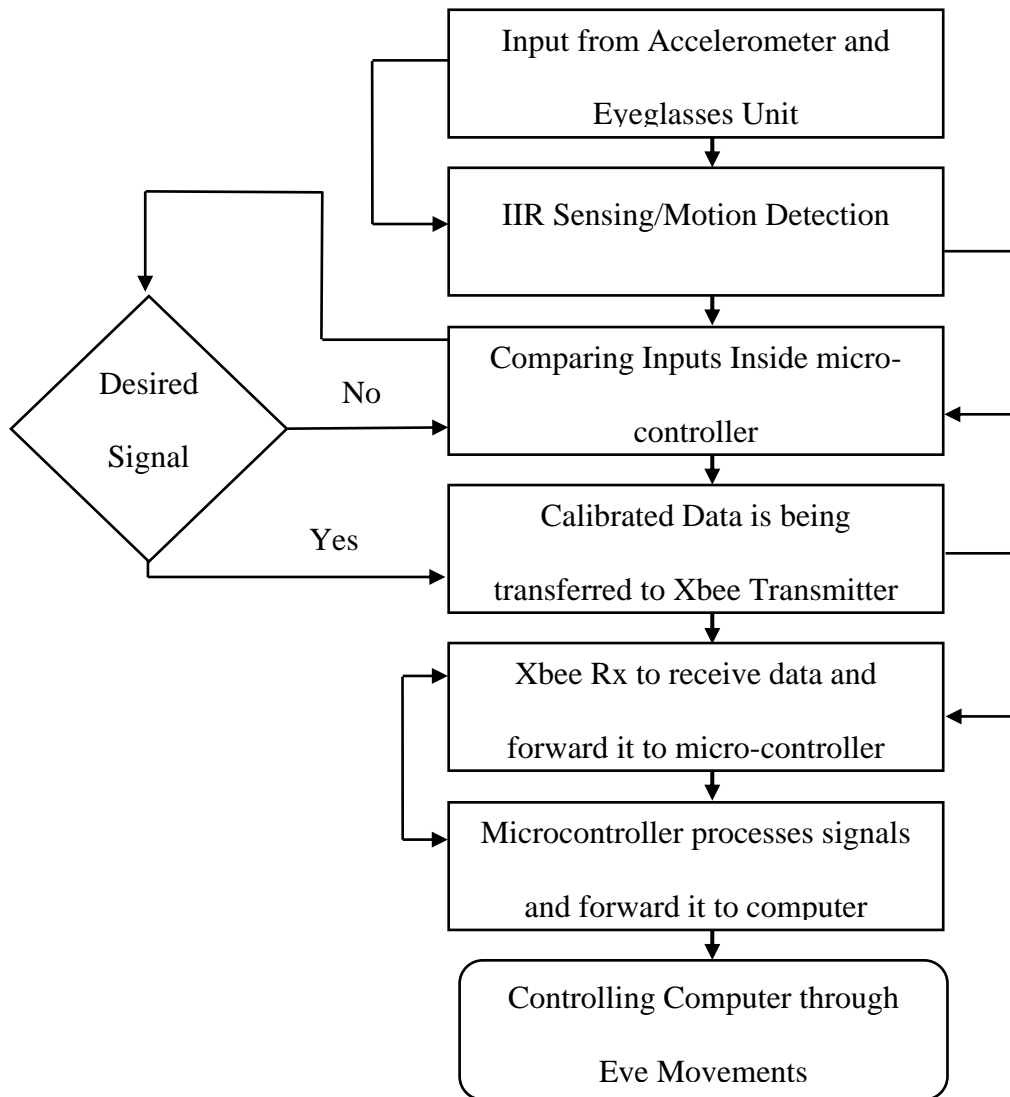 Input from Accelerometer and
Eyeglasses Unit
IIR Sensing/Motion Detection
Comparing Inputs Inside micro-
controller
Desired
Signal
No
Yes
Calibrated Data is being
transferred to Xbee Transmitter
Xbee Rx to receive data and
forward it to micro-controller
Microcontroller processes signals
and forward it to computer
Controlling Computer through
Eye Movements